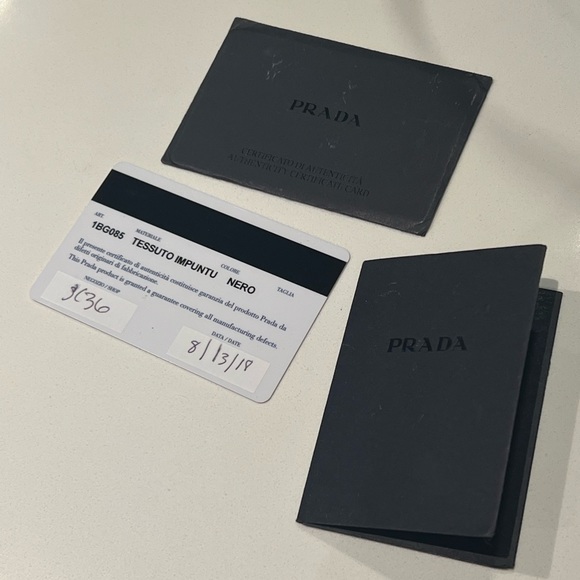 PRADA
CERTIFICATO DI AUTENTICITÀ
AUTHENTICITY CERTIFICATE CARD
ART. MATERIALE COLORE TAGLIA
1BG085 TESSUTO IMPUNTU NERO
Il presente certificato di autenticità costituisce garanzia del prodotto Prada da
difetti originari di fabbricazione.
This Prada product is granted a guarantee covering all manufacturing defects.
NEGOZIO / SHOP
DATA / DATE
8/13/18
PRADA